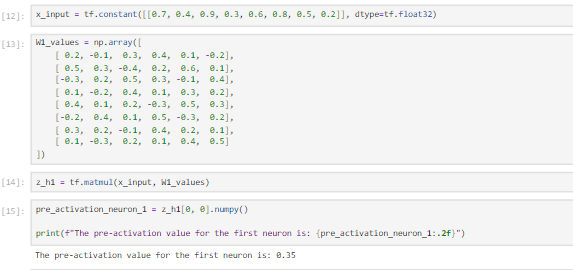 [12]: x_input = tf.constant([[0.7, 0.4, 0.9, 0.3, 0.6, 0.8, 0.5, 0.2]], dtype=tf.float32)
[13]: W1_values = np.array([
[ 0.2, -0.1, 0.3, 0.4, 0.1, -0.2],
[ 0.5, 0.3, -0.4, 0.2, 0.6, 0.1],
[-0.3, 0.2, 0.5, 0.3, -0.1, 0.4],
[ 0.1, -0.2, 0.4, 0.1, 0.3, 0.2],
[ 0.4, 0.1, 0.2, -0.3, 0.5, 0.3],
[-0.2, 0.4, 0.1, 0.5, -0.3, 0.2],
[ 0.3, 0.2, -0.1, 0.4, 0.2, 0.1],
[ 0.1, -0.3, 0.2, 0.1, 0.4, 0.5]
])
[14]: z_h1 = tf.matmul(x_input, W1_values)
[15]: pre_activation_neuron_1 = z_h1[0, 0].numpy()
print(f"The pre-activation value for the first neuron is: {pre_activation_neuron_1:.2f}")
The pre-activation value for the first neuron is: 0.35